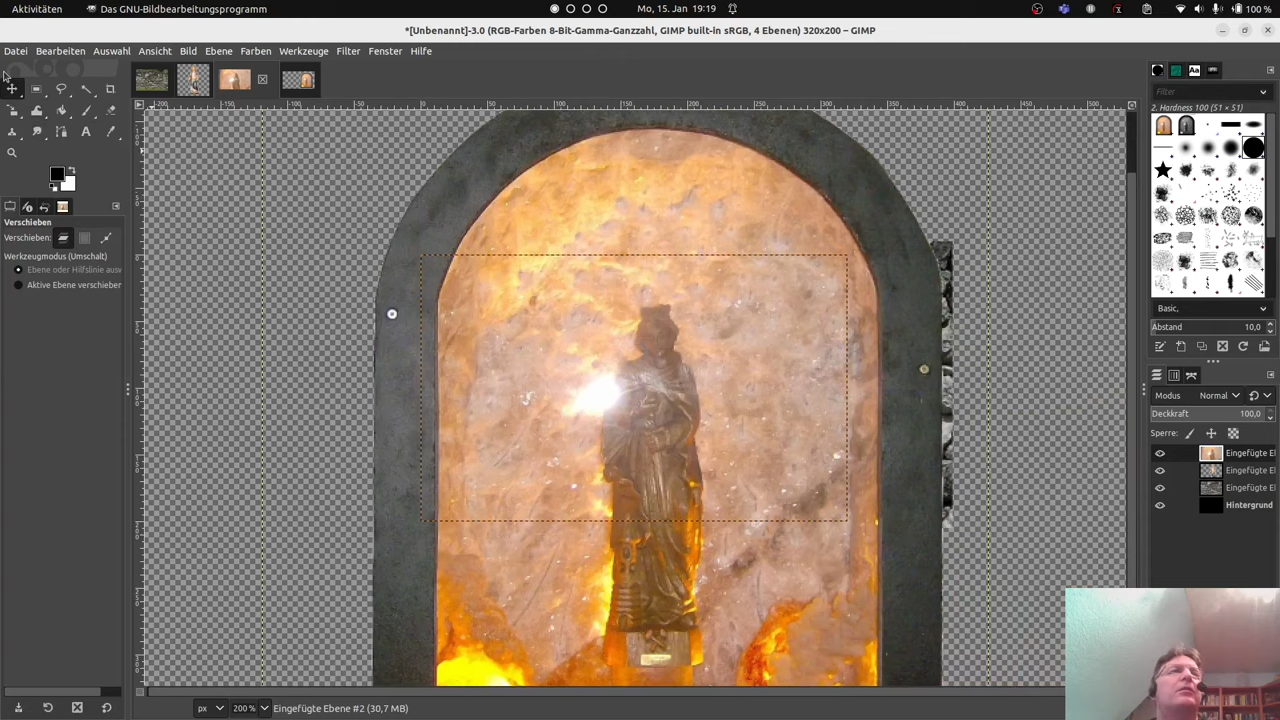 Aktivitäten Das GNU-Bildbearbeitungsprogramm Mo, 15. Jan 19:19 100 %
*[Unbenannt]-3.0 (RGB-Farben 8-Bit-Gamma-Ganzzahl, GIMP built-in sRGB, 4 Ebenen) 320x200 – GIMP
Datei Bearbeiten Auswahl Ansicht Bild Ebene Farben Werkzeuge Filter Fenster Hilfe
Filter
2. Hardness 100 (51 × 51)
Verschieben
Verschieben:
Werkzeugmodus (Umschalt)
Ebene oder Hilfslinie ausw
Aktive Ebene verschieben
Basic,
Abstand 10,0
Modus Normal
Deckkraft 100,0
Sperre:
Eingefügte El
Eingefügte El
Eingefügte El
Hintergrund
px 200 % Eingefügte Ebene #2 (30,7 MB)